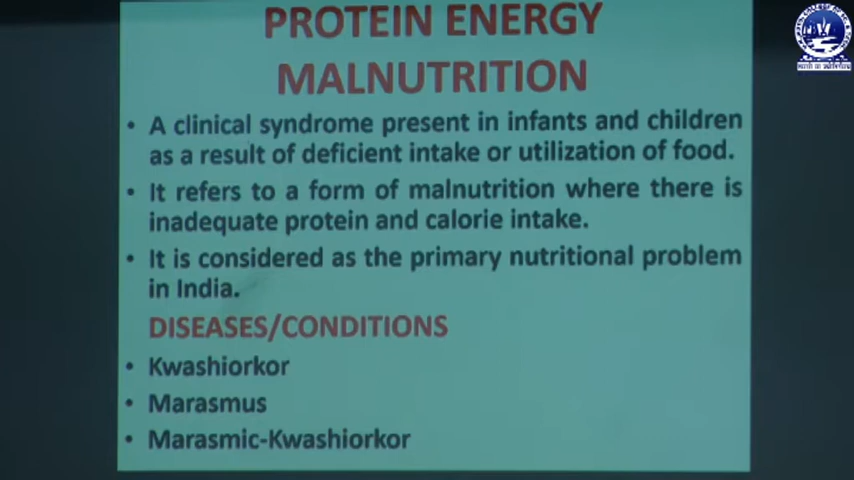 PROTEIN ENERGY
MALNUTRITION
• A clinical syndrome present in infants and children
as a result of deficient intake or utilization of food.
• It refers to a form of malnutrition where there is
inadequate protein and calorie intake.
• It is considered as the primary nutritional problem
in India.
DISEASES/CONDITIONS
• Kwashiorkor
• Marasmus
• Marasmic-Kwashiorkor